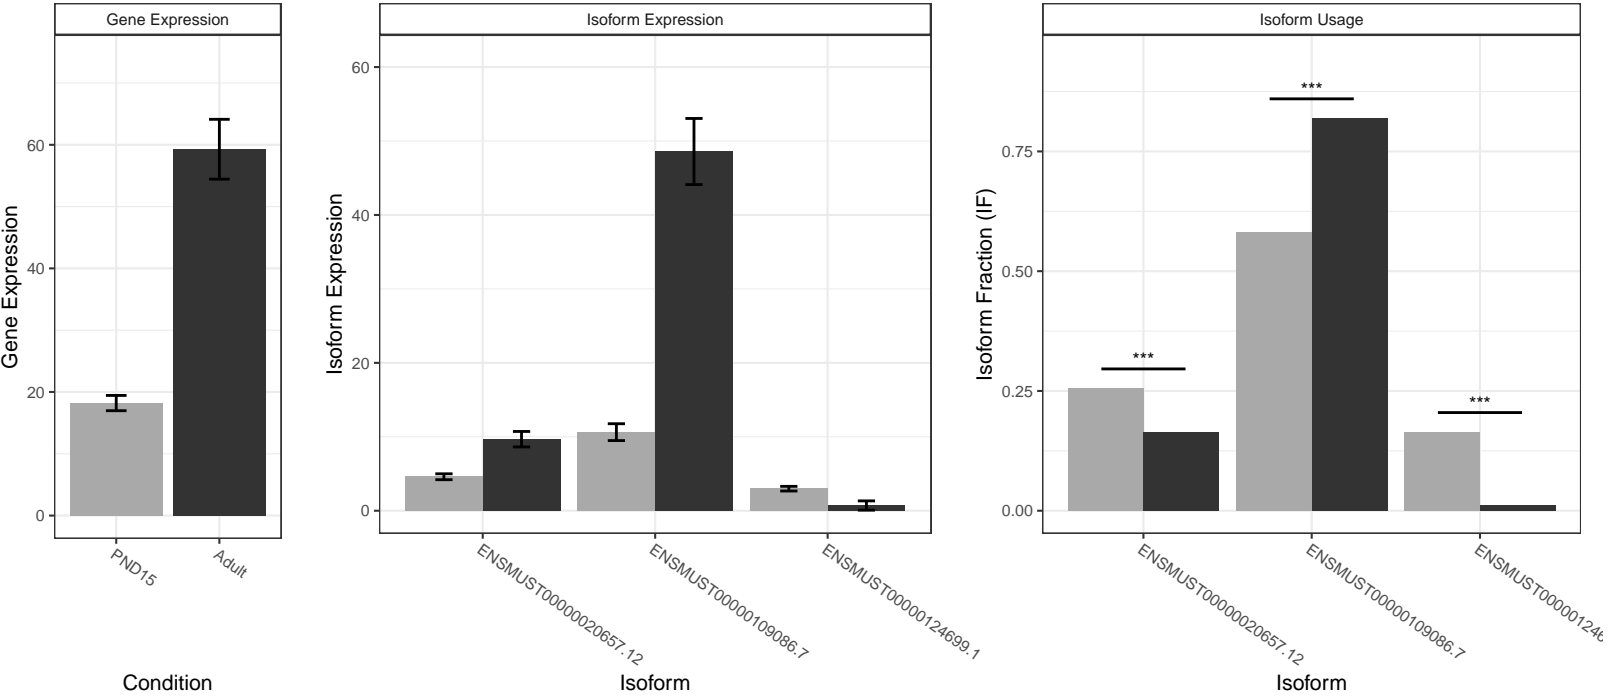 Gene Expression
Gene Expression
60
40
20
0
PND15
Adult
Condition
Isoform Expression
Isoform Expression
60
40
20
0
ENSMUST00000020657.12
ENSMUST00000109086.7
ENSMUST00000124699.1
Isoform
Isoform Usage
Isoform Fraction (IF)
0.75
0.50
0.25
0.00
***
***
***
ENSMUST00000020657.12
ENSMUST00000109086.7
ENSMUST000001246
Isoform